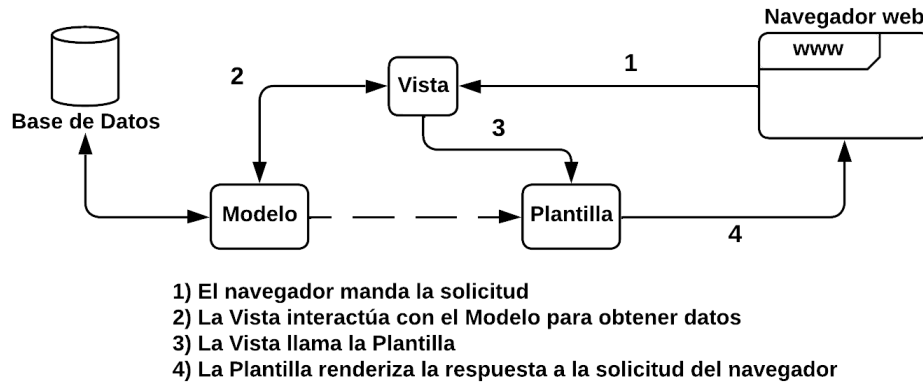 Navegador web
www
Base de Datos
2
Vista
1
3
Modelo
Plantilla
4
1) El navegador manda la solicitud
2) La Vista interactúa con el Modelo para obtener datos
3) La Vista llama la Plantilla
4) La Plantilla renderiza la respuesta a la solicitud del navegador